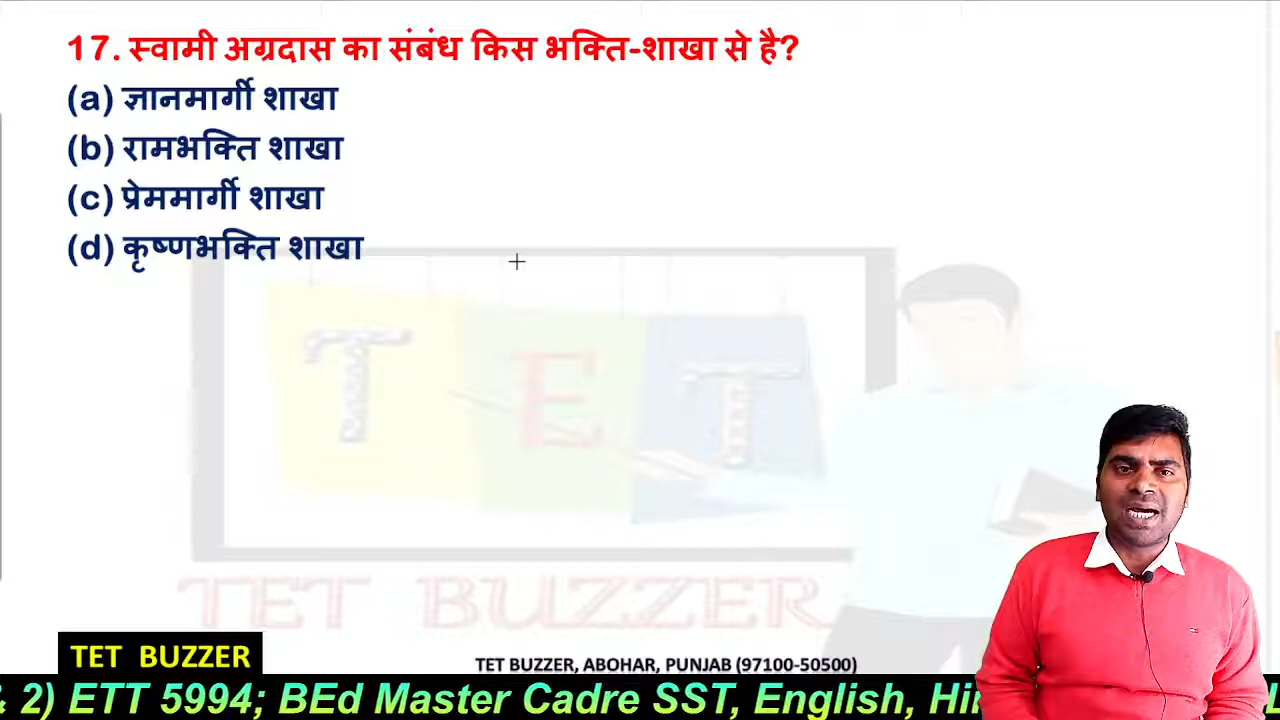 17. स्वामी अग्रदास का संबंध किस भक्ति-शाखा से है?
(a) ज्ञानमार्गी शाखा
(b) रामभक्ति शाखा
(c) प्रेममार्गी शाखा
(d) कृष्णभक्ति शाखा
T E T
TET BUZZER
TET BUZZER
TET BUZZER, ABOHAR, PUNJAB (97100-50500)
2) ETT 5994; BEd Master Cadre SST, English,